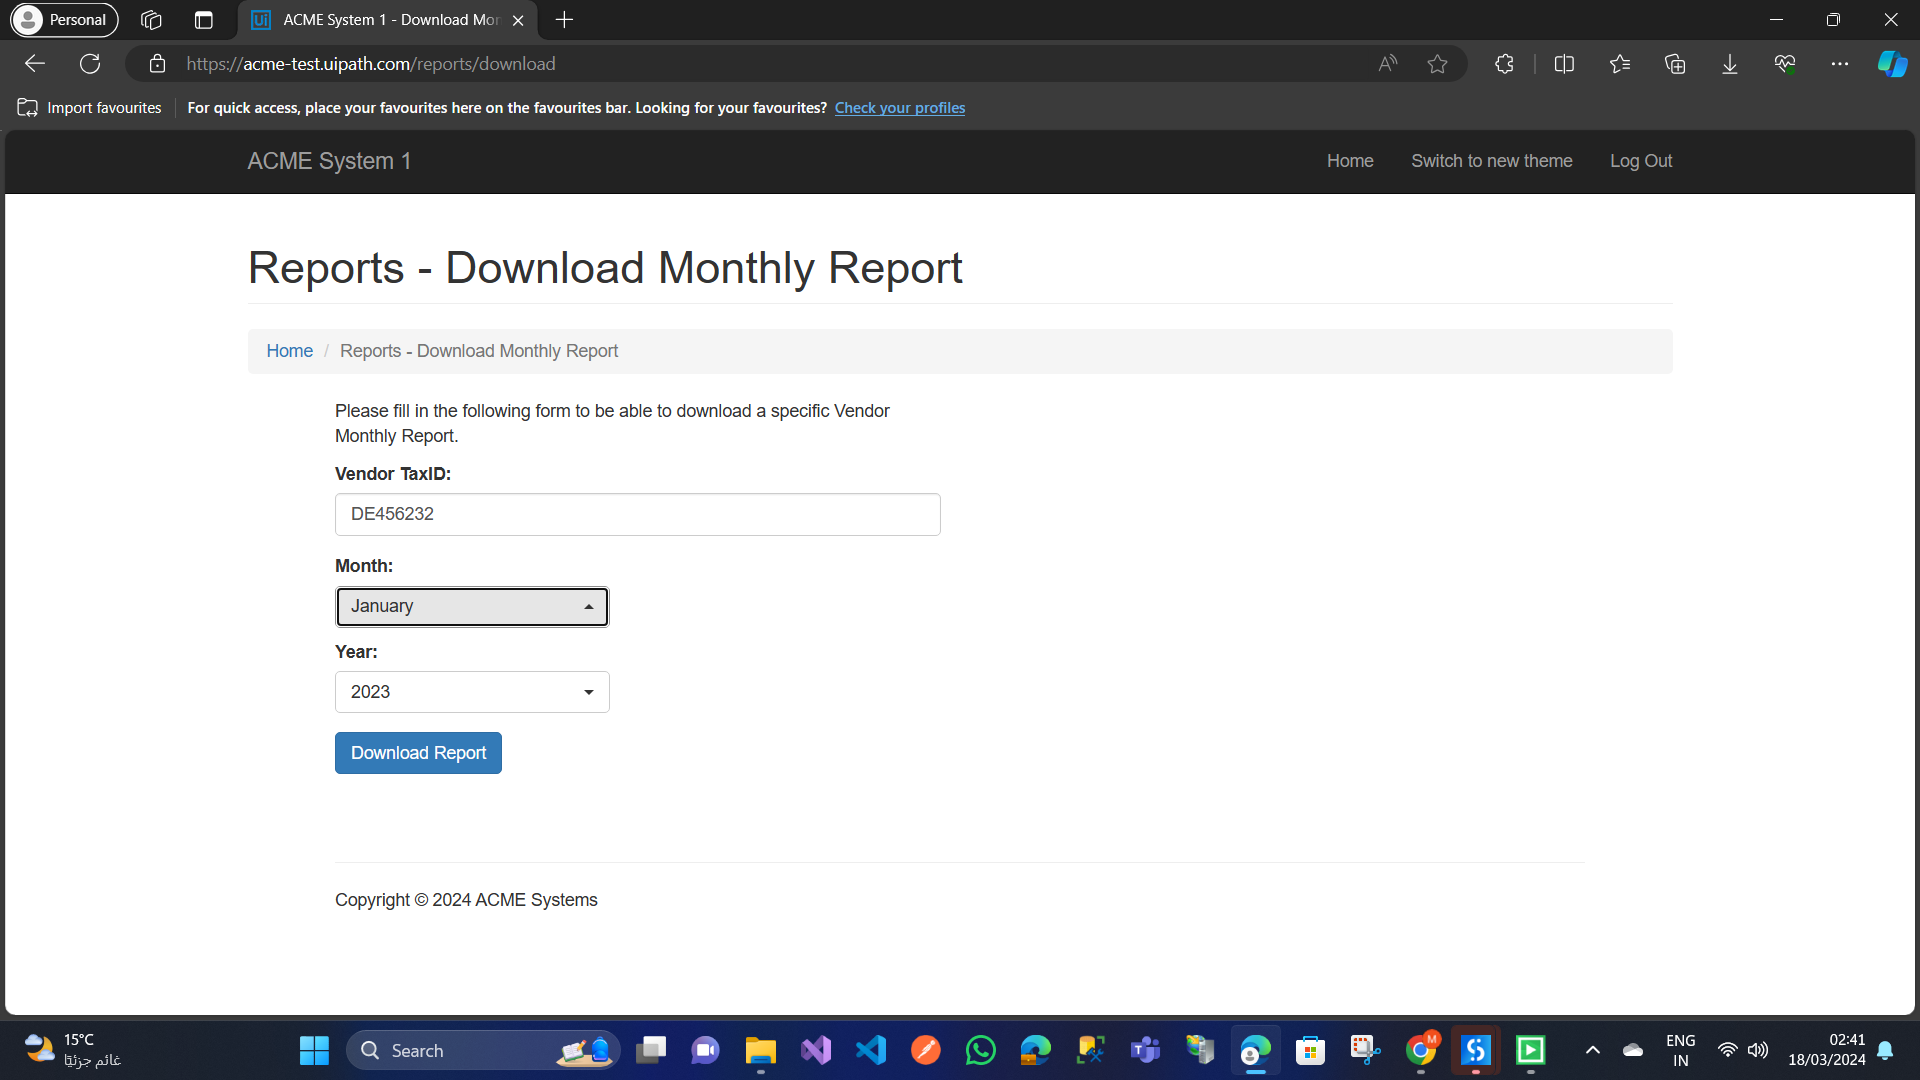 Personal
ACME System 1 - Download Mon
https://acme-test.uipath.com/reports/download
Import favourites
For quick access, place your favourites here on the favourites bar. Looking for your favourites? Check your profiles
ACME System 1
Home
Switch to new theme
Log Out
Reports - Download Monthly Report
Home / Reports - Download Monthly Report
Please fill in the following form to be able to download a specific Vendor
Monthly Report.
Vendor TaxID:
DE456232
Month:
January
Year:
2023
Download Report
Copyright © 2024 ACME Systems
15°C
غائم جزئيًا
Search
M
ENG
IN
02:41
18/03/2024